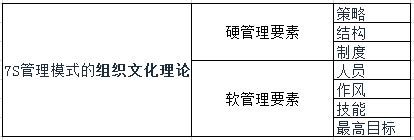 7S管理模式的组织文化理论
硬管理要素
策略
结构
制度
软管理要素
人员
作风
技能
最高目标